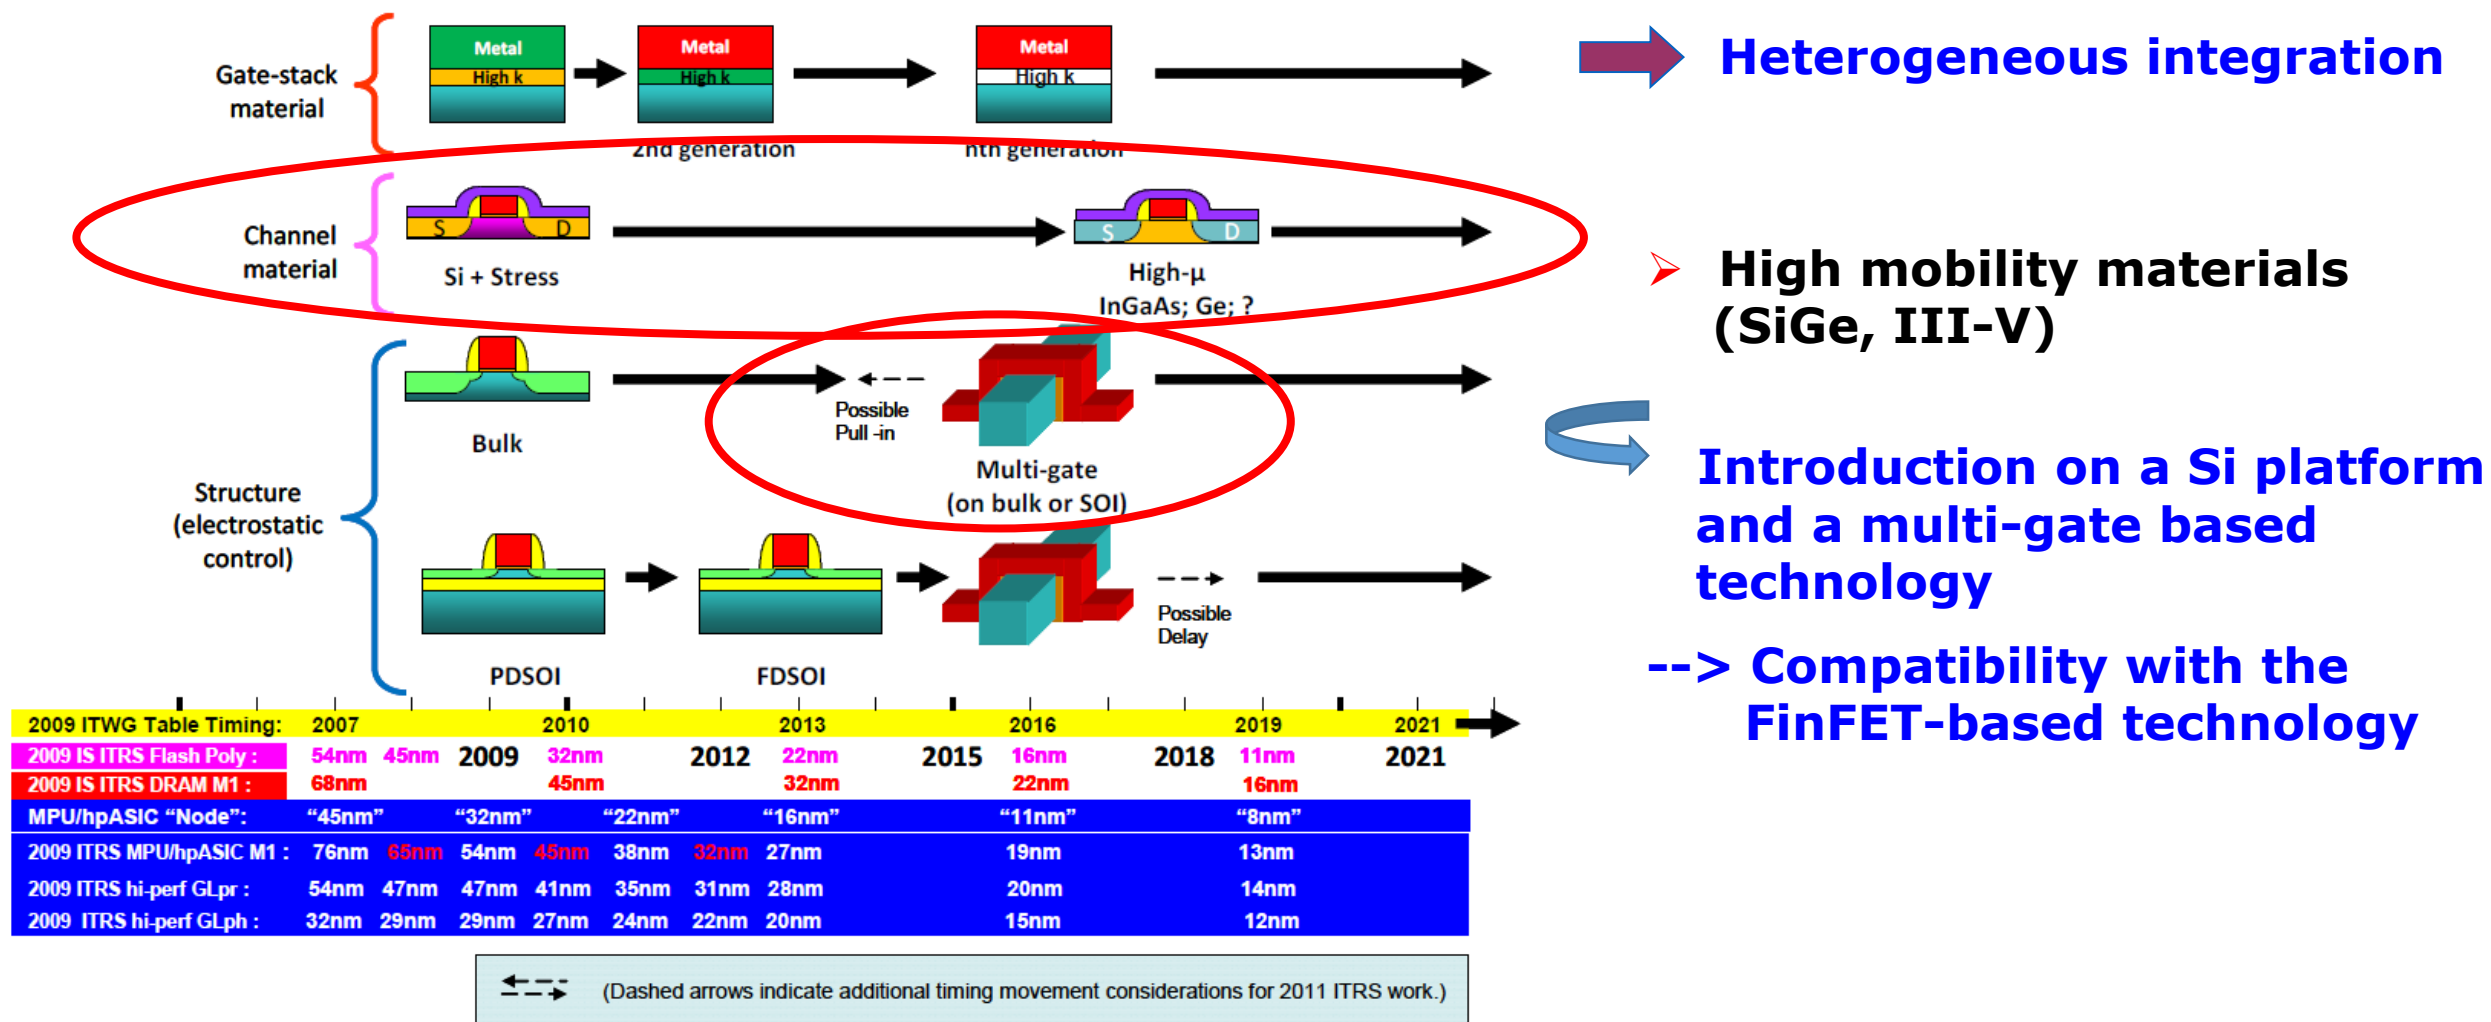 Metal
High k
Metal
High k
Metal
High k
Gate-stack
material
2nd generation
nth generation
Channel
material
S D
Si + Stress
S D
High-μ
InGaAs; Ge; ?
Structure
(electrostatic
control)
Bulk
Possible
Pull -in
Multi-gate
(on bulk or SOI)
PDSOI
FDSOI
Possible
Delay
2009 ITWG Table Timing: 2007 2010 2013 2016 2019 2021
2009 IS ITRS Flash Poly : 54nm 45nm 2009 32nm 2012 22nm 2015 16nm 2018 11nm 2021
2009 IS ITRS DRAM M1 : 68nm 45nm 32nm 22nm 16nm
MPU/hpASIC “Node”: “45nm” “32nm” “22nm” “16nm” “11nm” “8nm”
2009 ITRS MPU/hpASIC M1 : 76nm 65nm 54nm 45nm 38nm 32nm 27nm 19nm 13nm
2009 ITRS hi-perf GLpr : 54nm 47nm 47nm 41nm 35nm 31nm 28nm 20nm 14nm
2009 ITRS hi-perf GLph : 32nm 29nm 29nm 27nm 24nm 22nm 20nm 15nm 12nm
(Dashed arrows indicate additional timing movement considerations for 2011 ITRS work.)
Heterogeneous integration
High mobility materials
(SiGe, III-V)
Introduction on a Si platform
and a multi-gate based
technology
--> Compatibility with the
FinFET-based technology